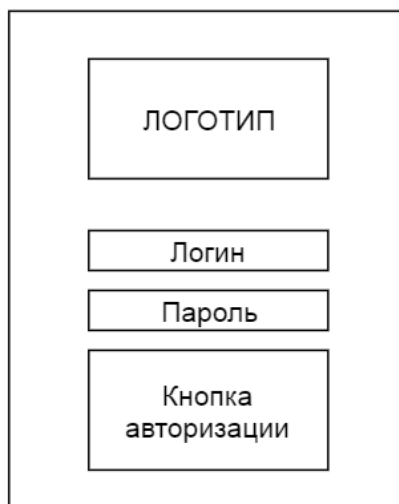 ЛОГОТИП
Логин
Пароль
Кнопка
авторизации